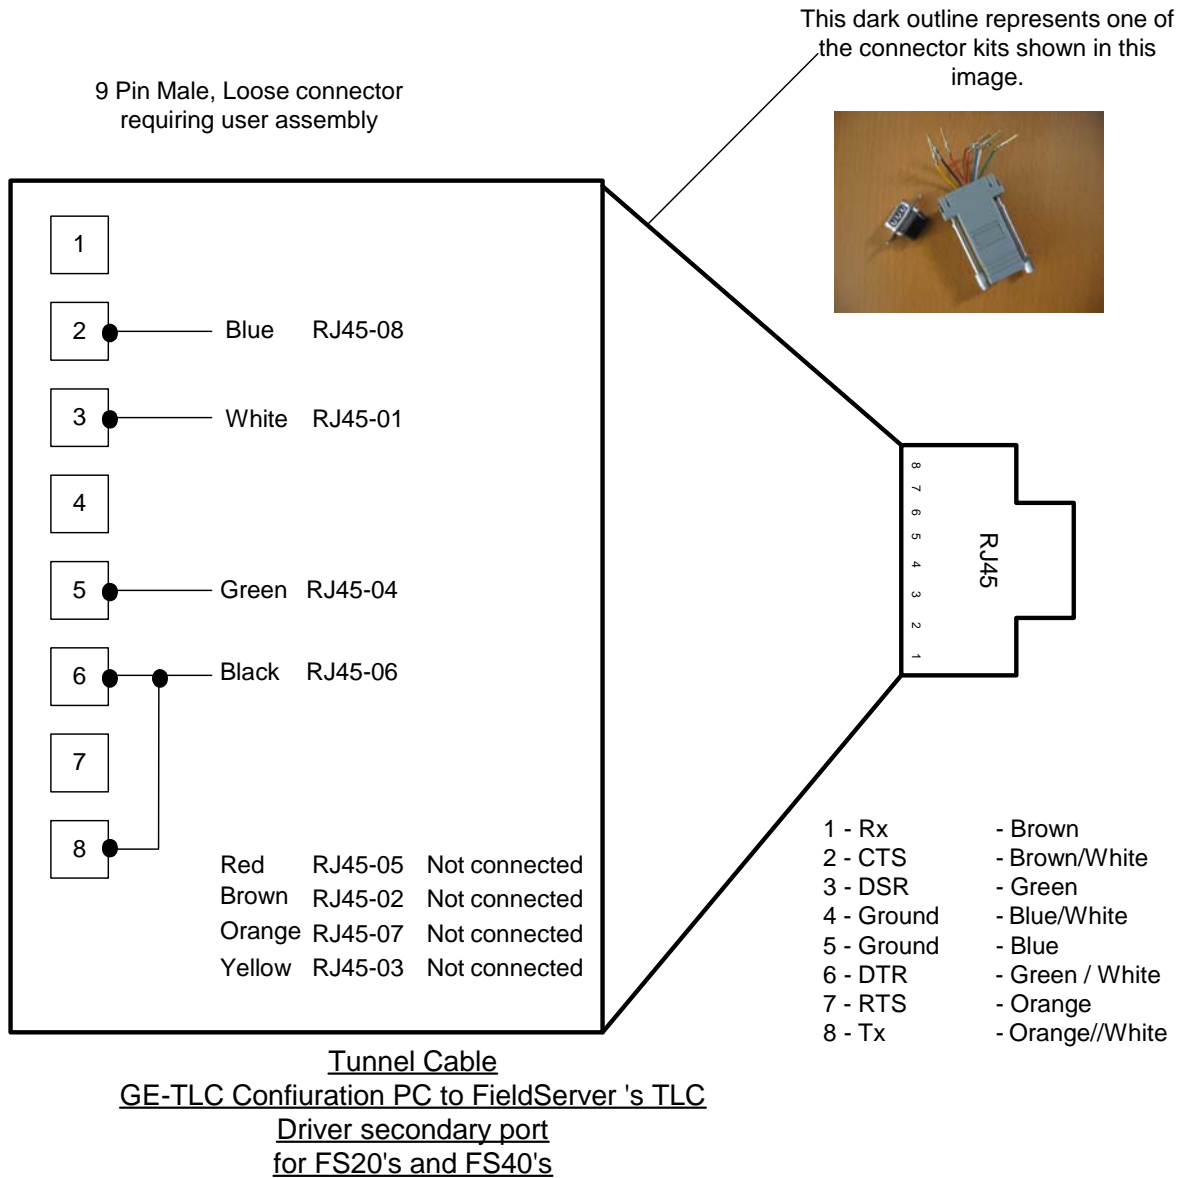 This dark outline represents one of
the connector kits shown in this
image.
9 Pin Male, Loose connector
requiring user assembly
1
2 Blue RJ45-08
3 White RJ45-01
4
5 Green RJ45-04
6 Black RJ45-06
7
8
Red RJ45-05 Not connected
Brown RJ45-02 Not connected
Orange RJ45-07 Not connected
Yellow RJ45-03 Not connected
8
7
6
5
4
3
2
1
RJ45
1 - Rx - Brown
2 - CTS - Brown/White
3 - DSR - Green
4 - Ground - Blue/White
5 - Ground - Blue
6 - DTR - Green / White
7 - RTS - Orange
8 - Tx - Orange//White
Tunnel Cable
GE-TLC Confiuration PC to FieldServer 's TLC
Driver secondary port
for FS20's and FS40's